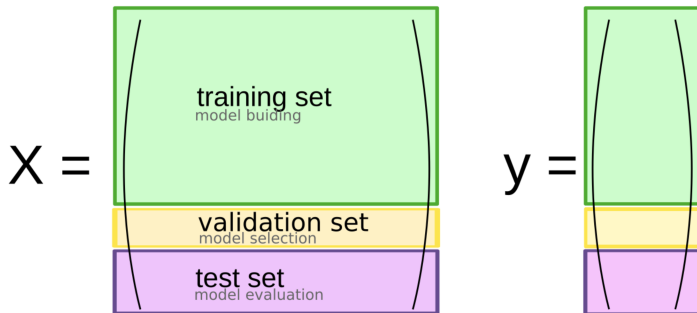 training set
model buiding
X =
y =
validation set
model selection
test set
model evaluation